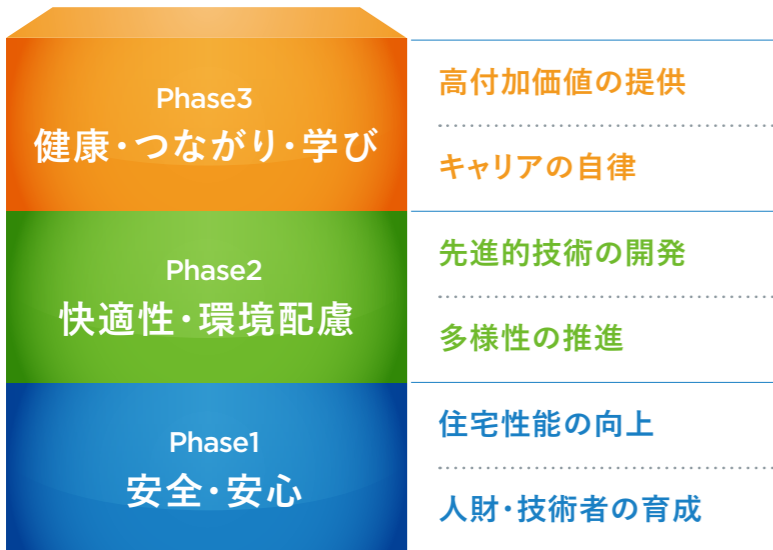 Phase3
健康・つながり・学び
高付加価値の提供
キャリアの自律
Phase2
快適性・環境配慮
先進的技術の開発
多様性の推進
Phase1
安全・安心
住宅性能の向上
人財・技術者の育成